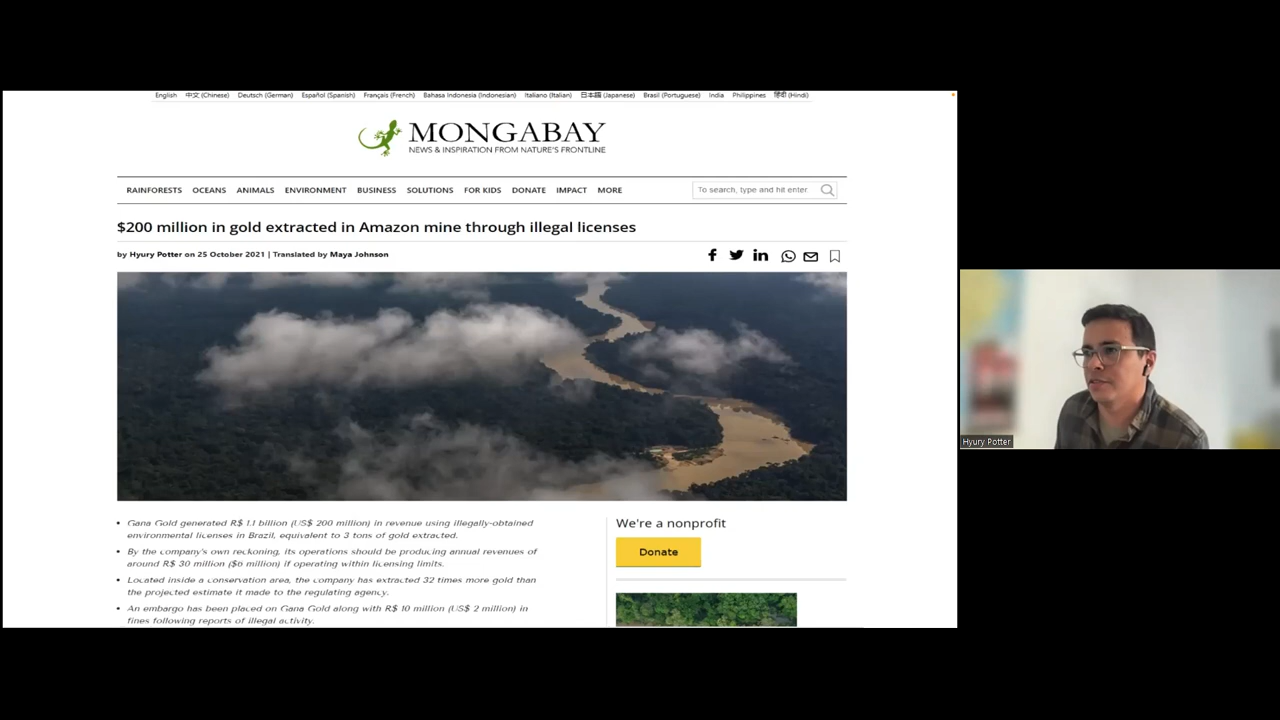 English 中文 (Chinese) Deutsch (German) Español (Spanish) Français (French) Bahasa Indonesia (Indonesian) Italiano (Italian) 日本語 (Japanese) Brasil (Portuguese) India Philippines हिंदी (Hindi)
MONGABAY
NEWS & INSPIRATION FROM NATURE'S FRONTLINE
RAINFORESTS OCEANS ANIMALS ENVIRONMENT BUSINESS SOLUTIONS FOR KIDS DONATE IMPACT MORE
To search, type and hit enter.
$200 million in gold extracted in Amazon mine through illegal licenses
by Hyury Potter on 25 October 2021 | Translated by Maya Johnson
• Gana Gold generated R$ 1.1 billion (US$ 200 million) in revenue using illegally-obtained
environmental licenses in Brazil, equivalent to 3 tons of gold extracted.
• By the company's own reckoning, its operations should be producing annual revenues of
around R$ 30 million ($6 million) if operating within licensing limits.
• Located inside a conservation area, the company has extracted 32 times more gold than
the projected estimate it made to the regulating agency.
• An embargo has been placed on Gana Gold along with R$ 10 million (US$ 2 million) in
fines following reports of illegal activity.
We're a nonprofit
Donate
Hyury Potter